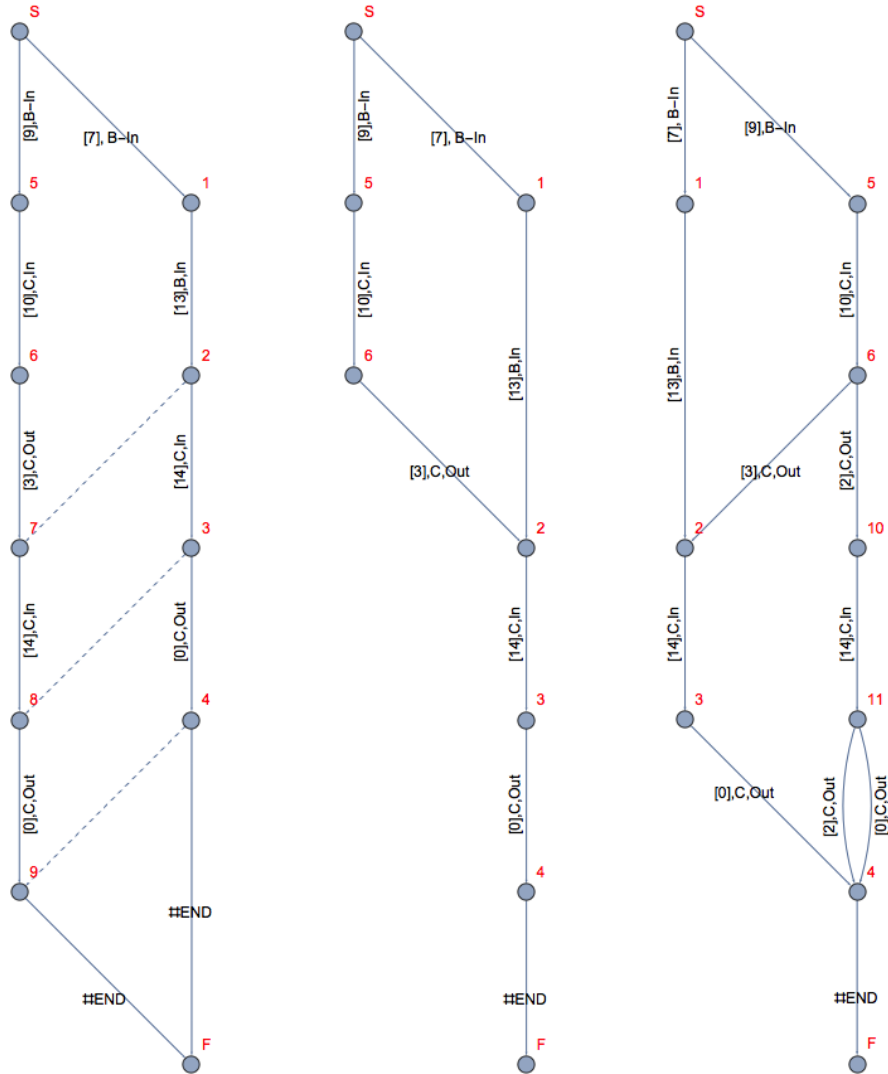 S
[9],B-In
[7], B-In
5
1
[10],C,In
[13],B,In
6
2
[3],C,Out
[14],C,In
7
3
[14],C,In
[0],C,Out
8
4
[0],C,Out
9
#END
#END
F
S
[9],B-In
[7], B-In
5
1
[10],C,In
[13],B,In
6
[3],C,Out
2
[14],C,In
3
[0],C,Out
4
#END
F
S
[7], B-In
[9],B-In
1
5
[10],C,In
[13],B,In
6
[3],C,Out
[2],C,Out
2
10
[14],C,In
[14],C,In
3
11
[0],C,Out
[2],C,Out
[0],C,Out
4
#END
F